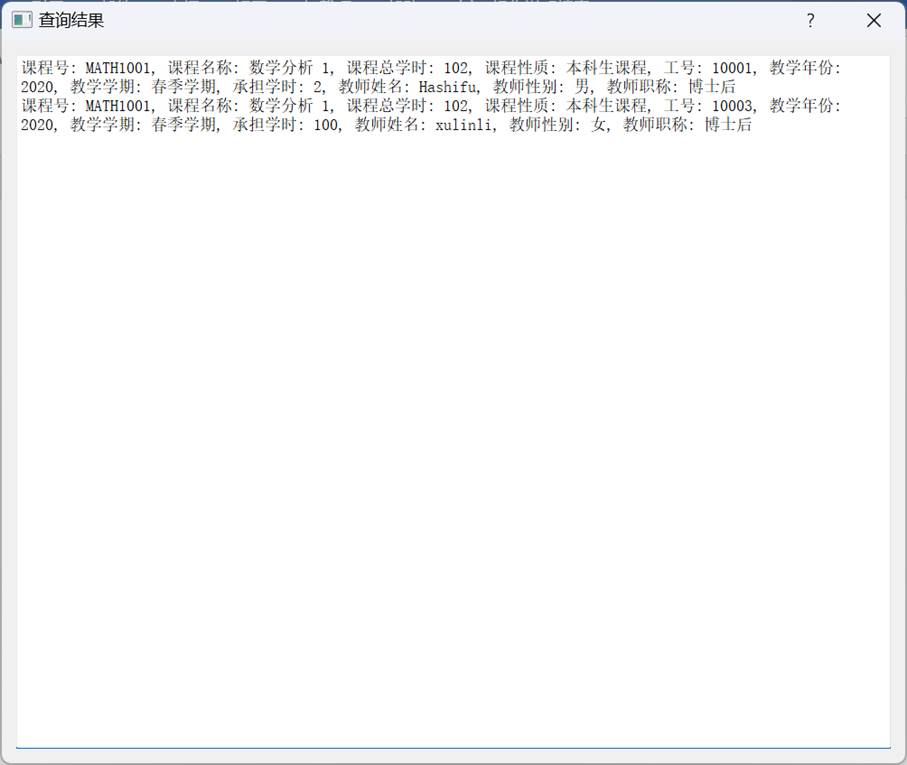 查询结果
?
课程号: MATH1001, 课程名称: 数学分析 1, 课程总学时: 102, 课程性质: 本科生课程, 工号: 10001, 教学年份:
2020, 教学学期: 春季学期, 承担学时: 2, 教师姓名: Hashifu, 教师性别: 男, 教师职称: 博士后
课程号: MATH1001, 课程名称: 数学分析 1, 课程总学时: 102, 课程性质: 本科生课程, 工号: 10003, 教学年份:
2020, 教学学期: 春季学期, 承担学时: 100, 教师姓名: xulinli, 教师性别: 女, 教师职称: 博士后